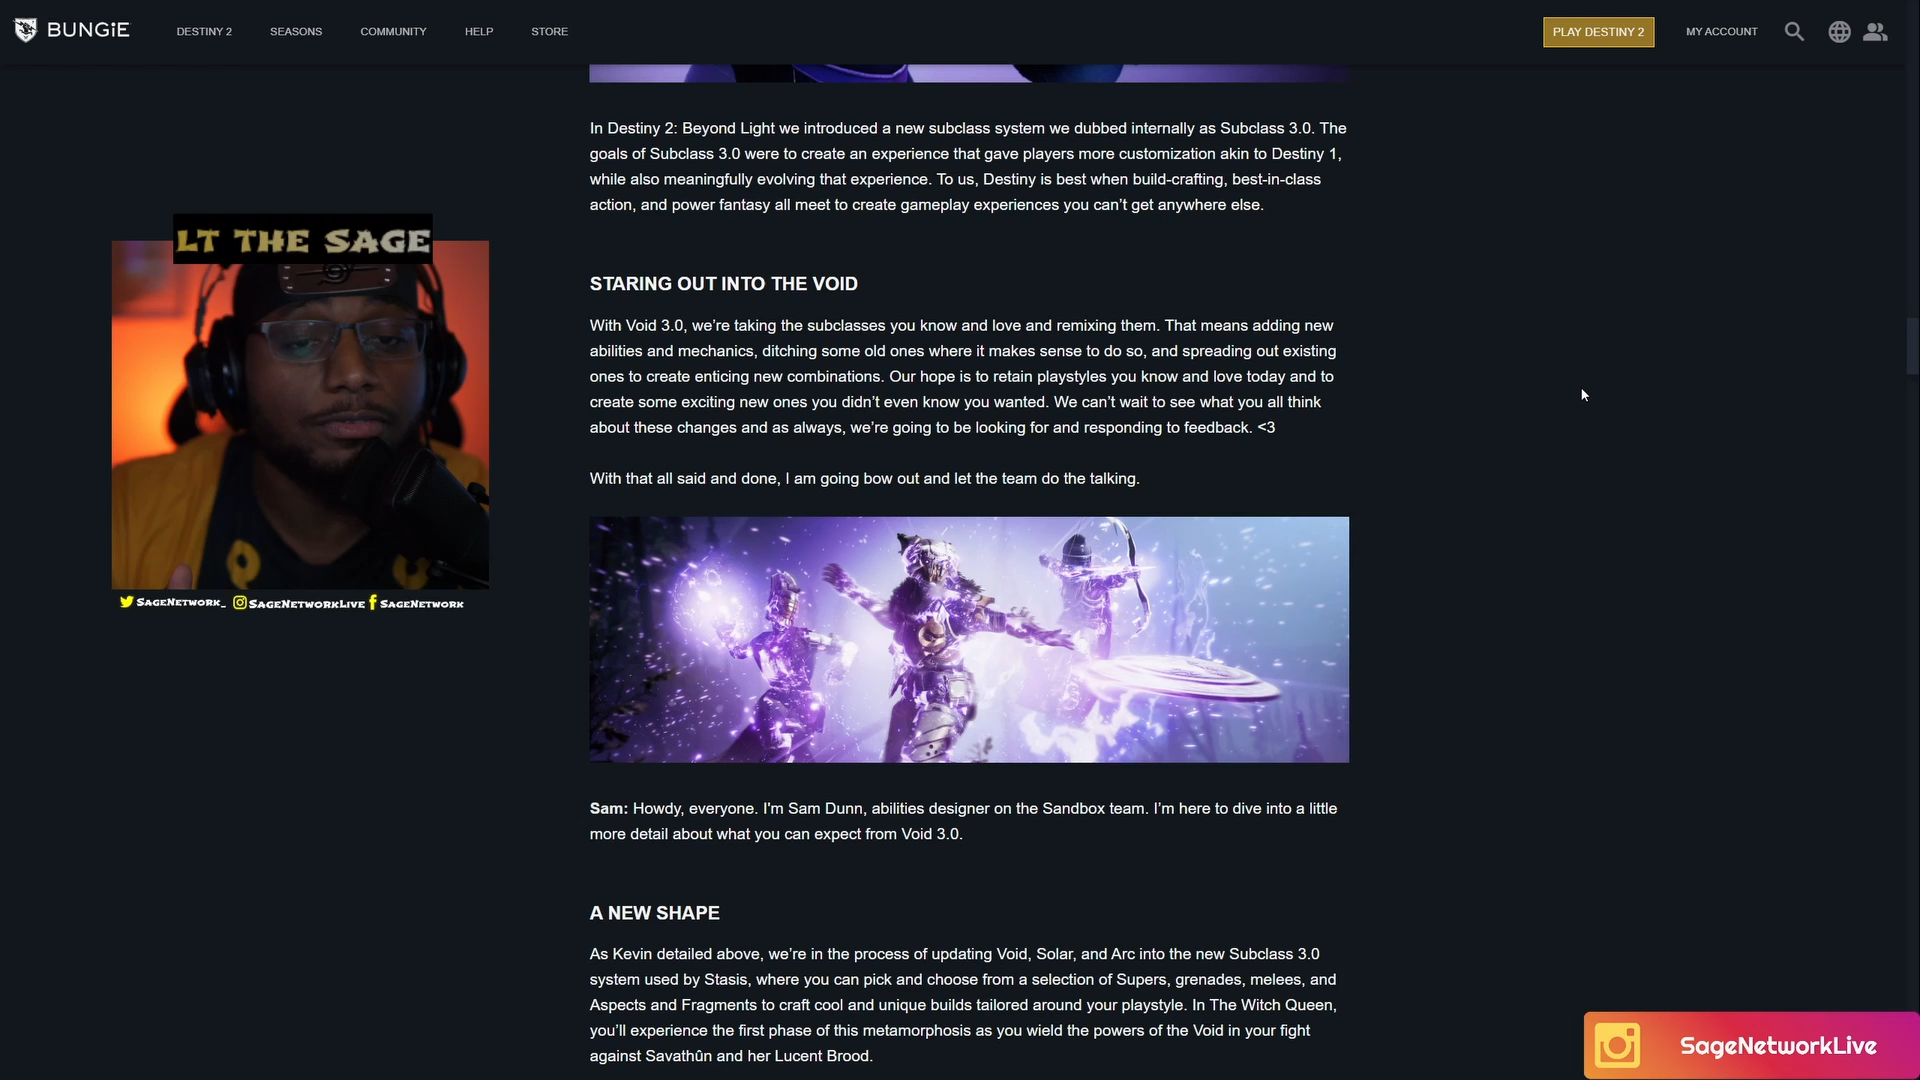 BUNGiE
DESTINY 2
SEASONS
COMMUNITY
HELP
STORE
PLAY DESTINY 2
MY ACCOUNT
In Destiny 2: Beyond Light we introduced a new subclass system we dubbed internally as Subclass 3.0. The
goals of Subclass 3.0 were to create an experience that gave players more customization akin to Destiny 1,
while also meaningfully evolving that experience. To us, Destiny is best when build-crafting, best-in-class
action, and power fantasy all meet to create gameplay experiences you can’t get anywhere else.
LT THE SAGE
SAGENETWORK_
SAGENETWORKLIVE
SAGENETWORK
STARING OUT INTO THE VOID
With Void 3.0, we’re taking the subclasses you know and love and remixing them. That means adding new
abilities and mechanics, ditching some old ones where it makes sense to do so, and spreading out existing
ones to create enticing new combinations. Our hope is to retain playstyles you know and love today and to
create some exciting new ones you didn’t even know you wanted. We can’t wait to see what you all think
about these changes and as always, we’re going to be looking for and responding to feedback. <3
With that all said and done, I am going bow out and let the team do the talking.
Sam: Howdy, everyone. I'm Sam Dunn, abilities designer on the Sandbox team. I’m here to dive into a little
more detail about what you can expect from Void 3.0.
A NEW SHAPE
As Kevin detailed above, we’re in the process of updating Void, Solar, and Arc into the new Subclass 3.0
system used by Stasis, where you can pick and choose from a selection of Supers, grenades, melees, and
Aspects and Fragments to craft cool and unique builds tailored around your playstyle. In The Witch Queen,
you’ll experience the first phase of this metamorphosis as you wield the powers of the Void in your fight
against Savathûn and her Lucent Brood.
SageNetworkLive